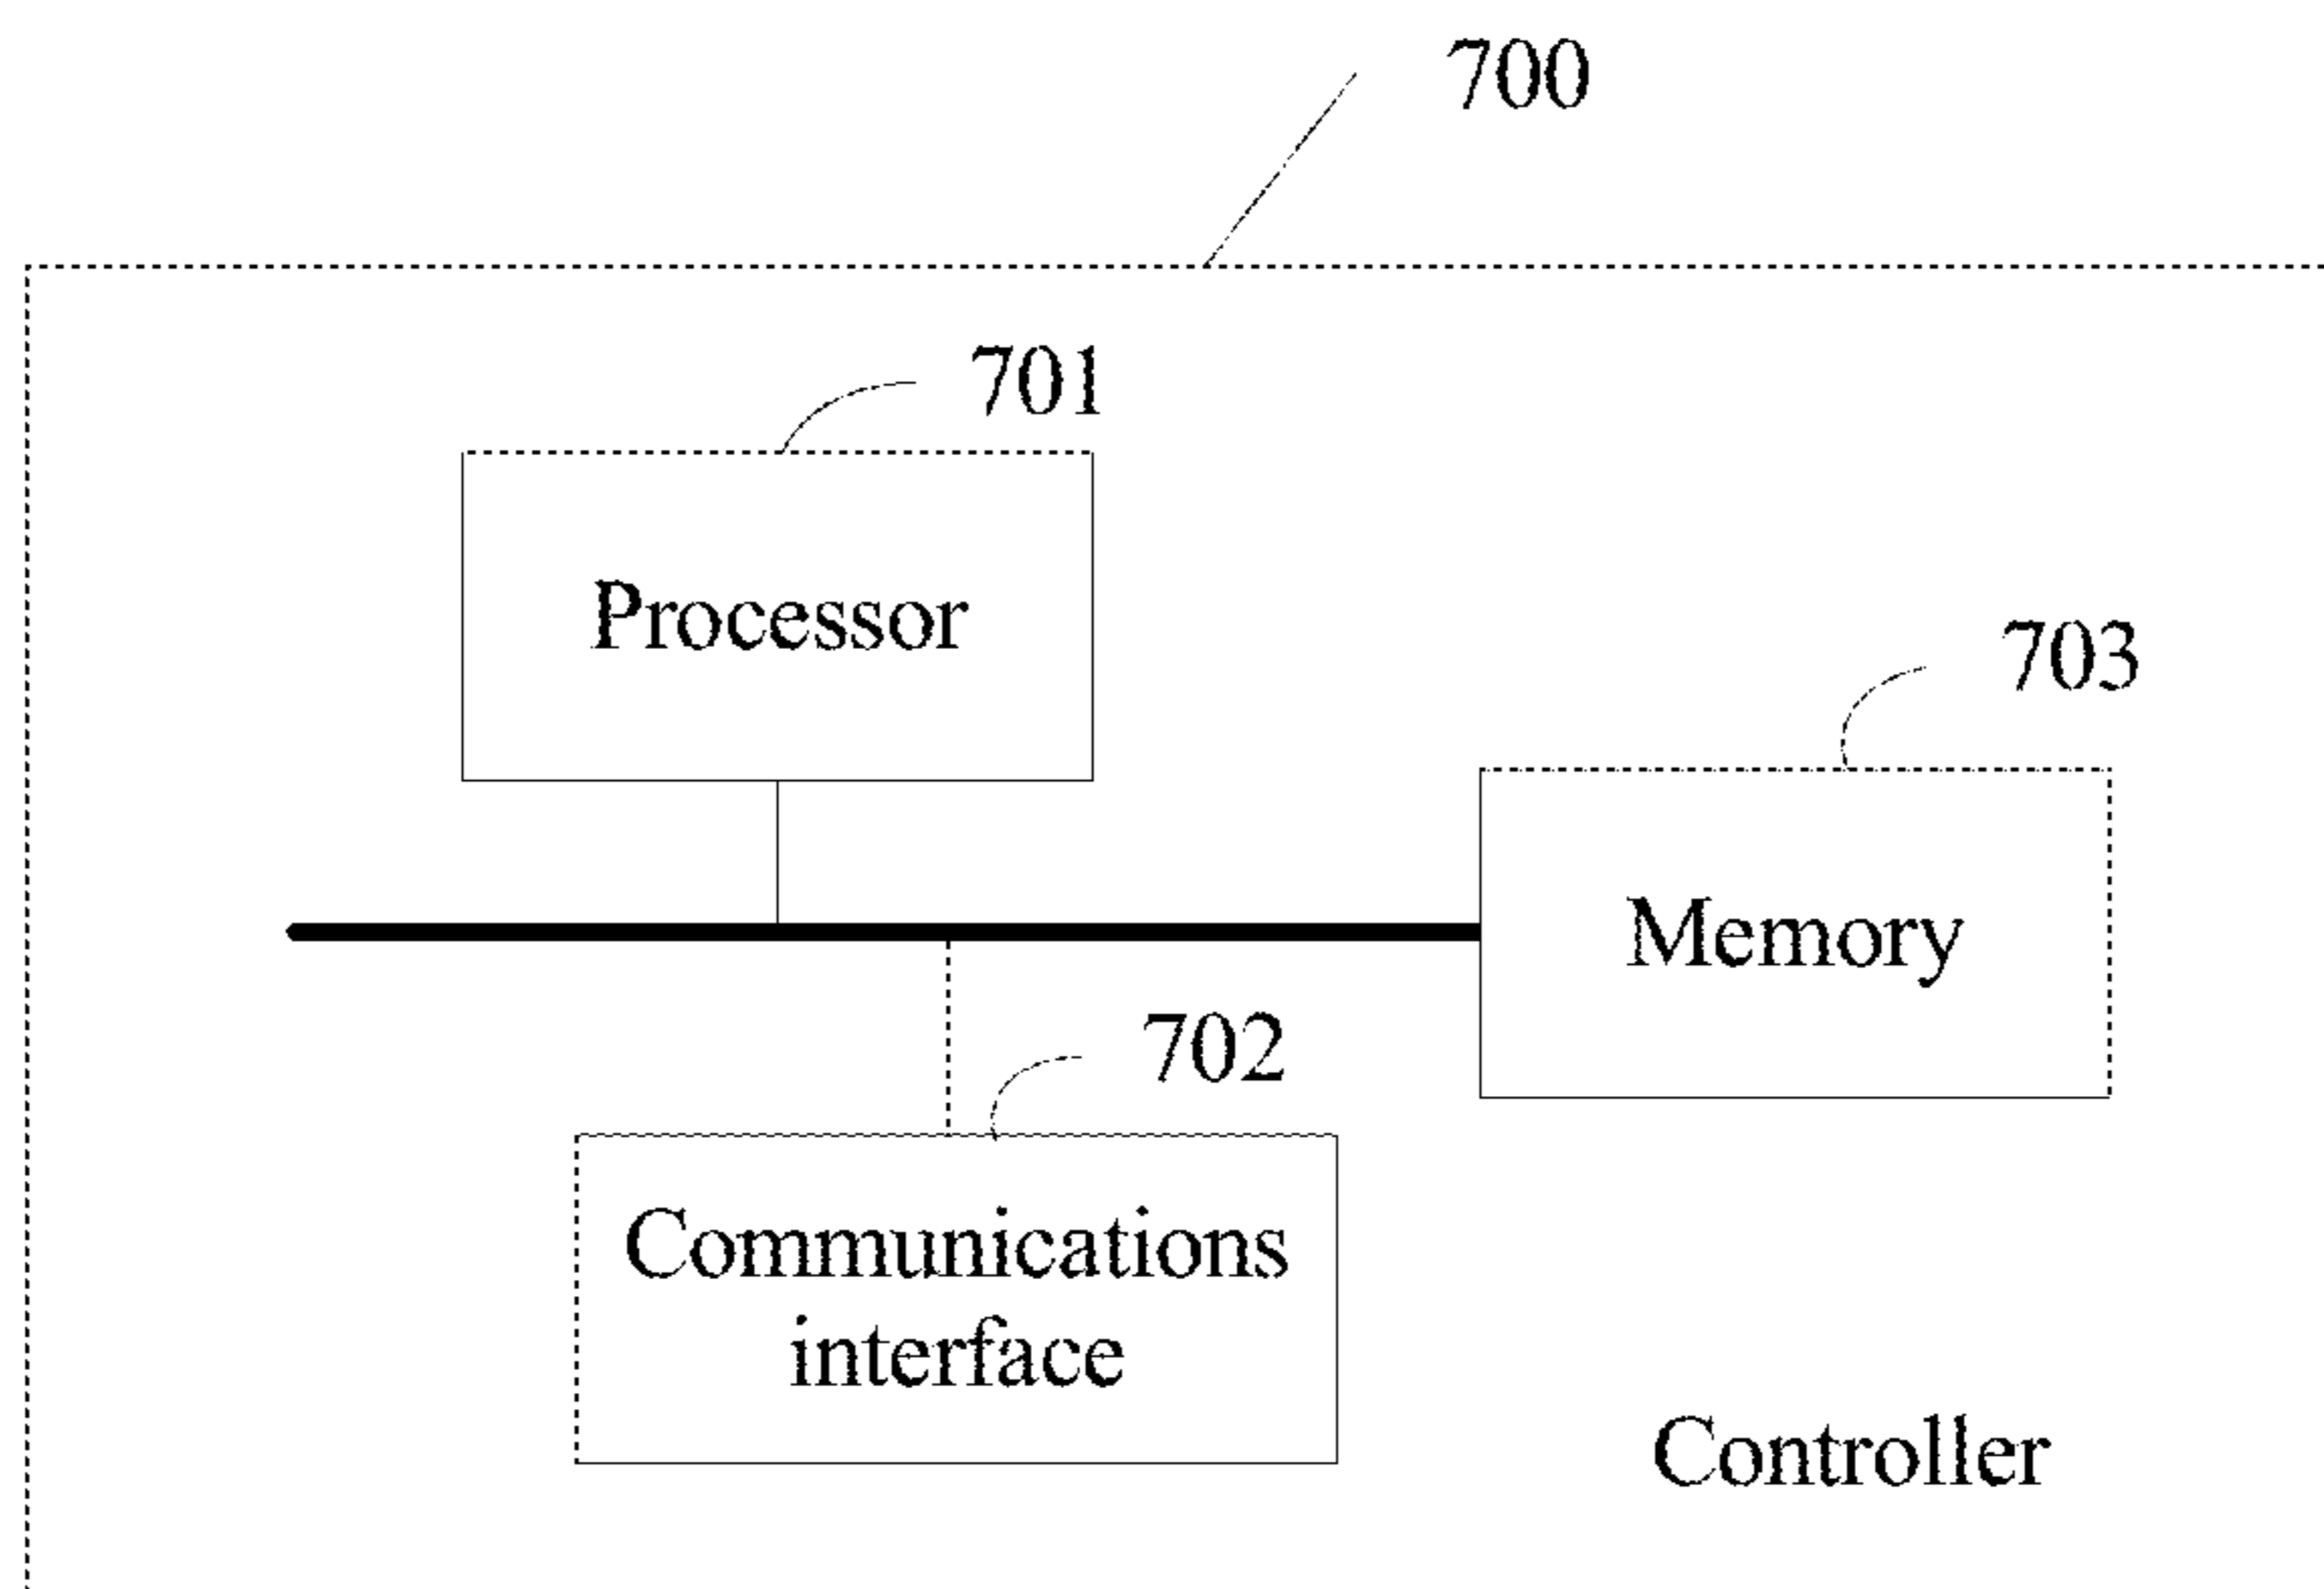 700
701
Processor
703
Memory
702
Communications
interface
Controller